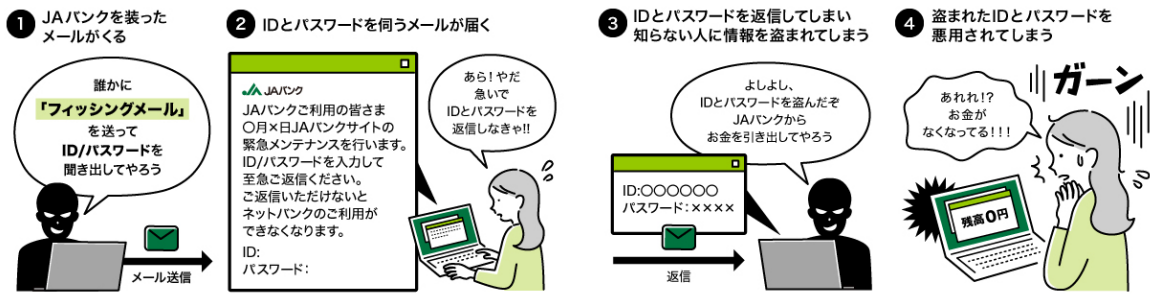 1 JAバンクを装った
メールがくる
誰かに
「フィッシングメール」
を送って
ID/パスワードを
聞き出してやろう
メール送信
2 IDとパスワードを伺うメールが届く
JAバンク
JAバンクご利用の皆さま
〇月×日JAバンクサイトの
緊急メンテナンスを行います。
ID/パスワードを入力して
至急ご返信ください。
ご返信いただけないと
ネットバンクのご利用が
できなくなります。
ID:
パスワード:
あら!やだ
急いで
IDとパスワードを
返信しなきゃ!!
3 IDとパスワードを返信してしまい
知らない人に情報を盗まれてしまう
よしよし、
IDとパスワードを盗んだぞ
JAバンクから
お金を引き出してやろう
ID:〇〇〇〇〇〇
パスワード:××××
返信
4 盗まれたIDとパスワードを
悪用されてしまう
ガーン
あれれ!?
お金が
なくなってる!!!
残高0円